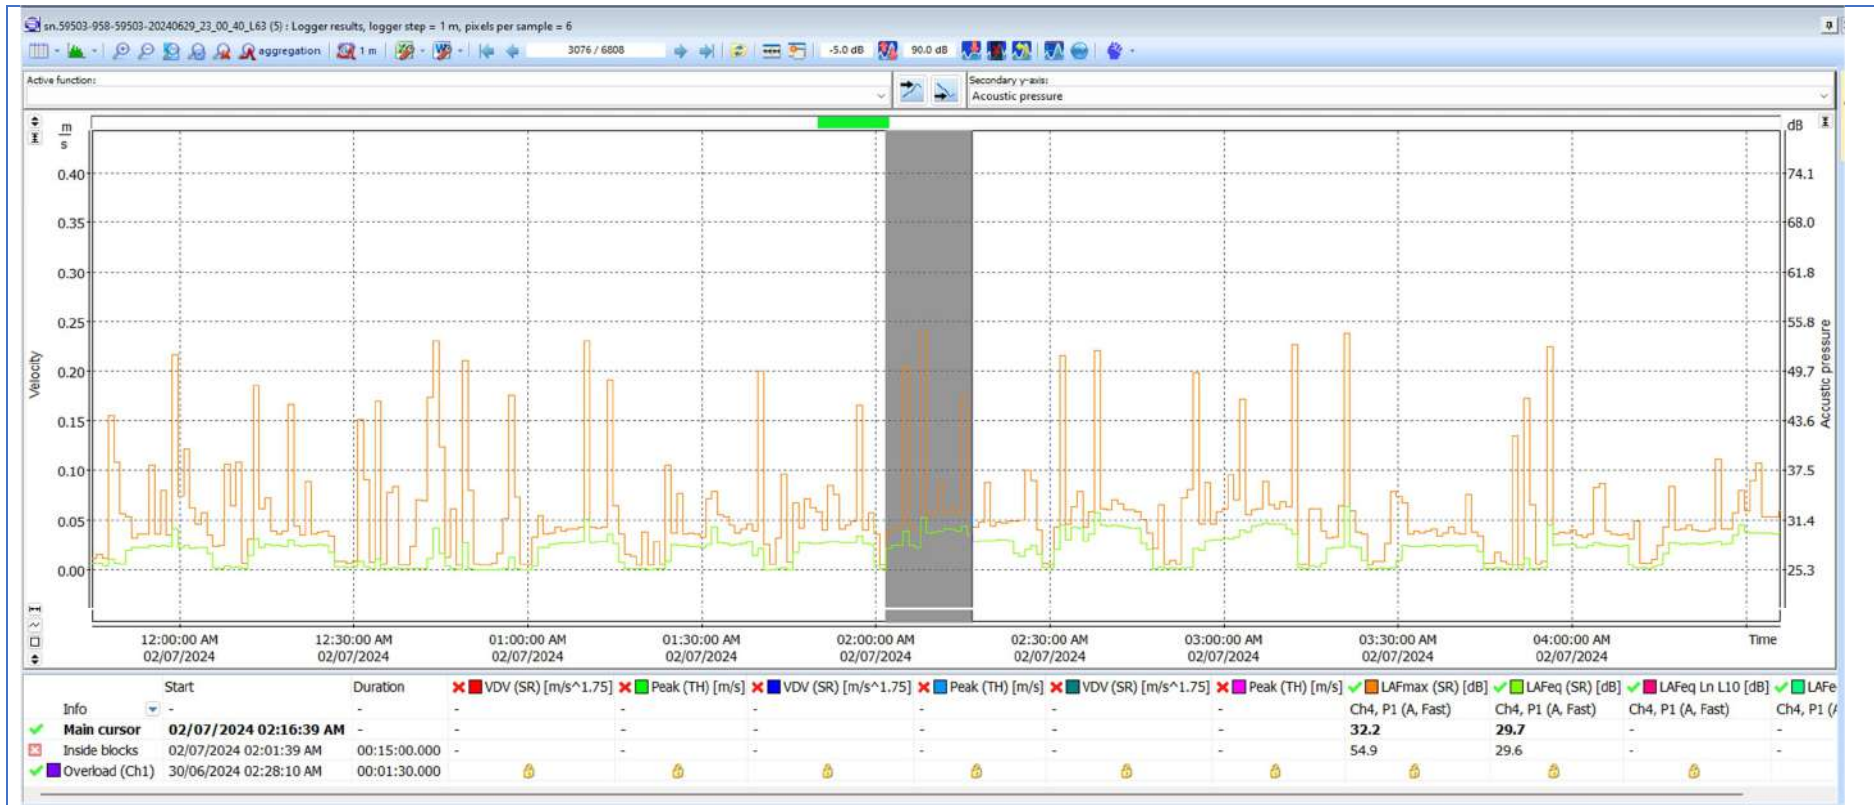 sn.59503-958-59503-20240629_23_00_40_L63 (5) : Logger results, logger step = 1 m, pixels per sample = 6
aggregation 1 m 3076 / 6808 -5.0 dB 90.0 dB
Active function:
Secondary y-axis:
Acoustic pressure
m
s
dB
0.40
0.35
0.30
0.25
0.20
0.15
0.10
0.05
0.00
Velocity
74.1
68.0
61.8
55.8
49.7
43.6
37.5
31.4
25.3
Accustic pressure
12:00:00 AM 12:30:00 AM 01:00:00 AM 01:30:00 AM 02:00:00 AM 02:30:00 AM 03:00:00 AM 03:30:00 AM 04:00:00 AM Time
02/07/2024 02/07/2024 02/07/2024 02/07/2024 02/07/2024 02/07/2024 02/07/2024 02/07/2024 02/07/2024
Start Duration VDV (SR) [m/s^1.75] Peak (TH) [m/s] VDV (SR) [m/s^1.75] Peak (TH) [m/s] VDV (SR) [m/s^1.75] Peak (TH) [m/s] LAFmax (SR) [dB] LAFeq (SR) [dB] LAFeq Ln L10 [dB] LAFe
Info - - - - - - - - Ch4, P1 (A, Fast) Ch4, P1 (A, Fast) Ch4, P1 (A, Fast) Ch4, P1 (A
Main cursor 02/07/2024 02:16:39 AM - - - - - - - 32.2 29.7 - -
Inside blocks 02/07/2024 02:01:39 AM 00:15:00.000 - - - - - - 54.9 29.6 - -
Overload (Ch1) 30/06/2024 02:28:10 AM 00:01:30.000